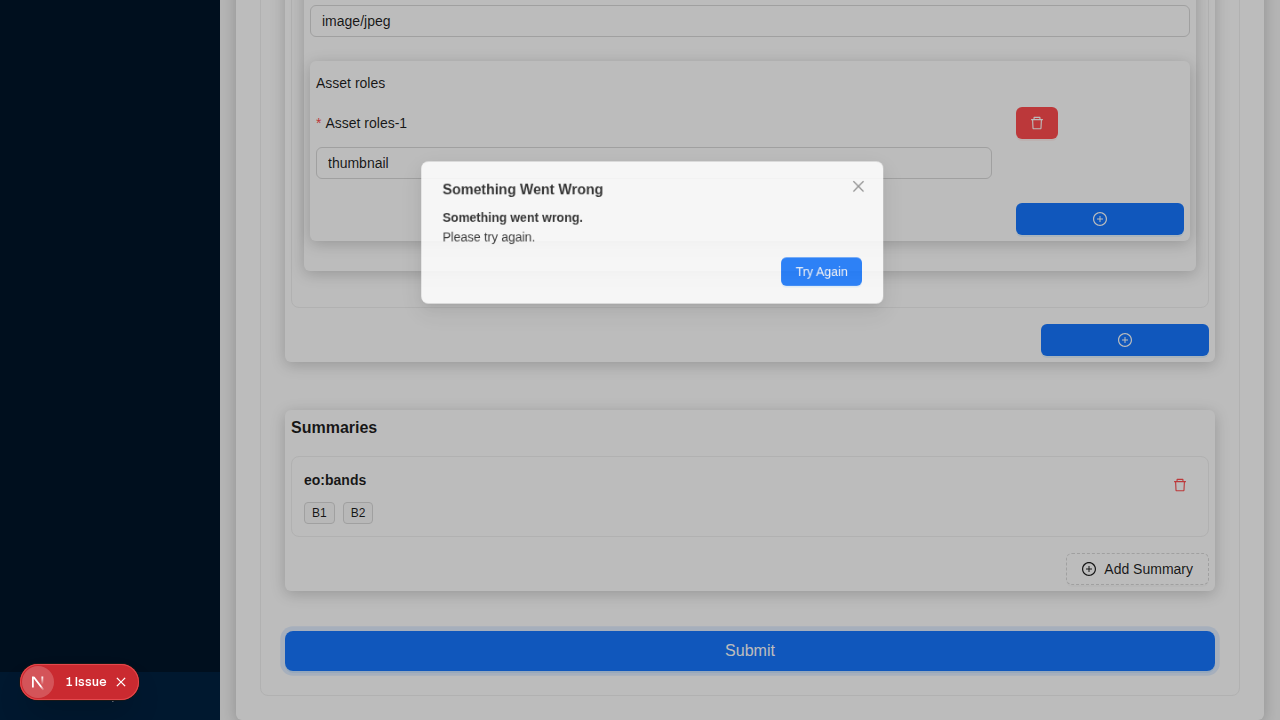 image/jpeg
Asset roles
* Asset roles-1
thumbnail
Something Went Wrong
Something went wrong.
Please try again.
Try Again
Summaries
eo:bands
B1 B2
Add Summary
Submit
N 1 Issue